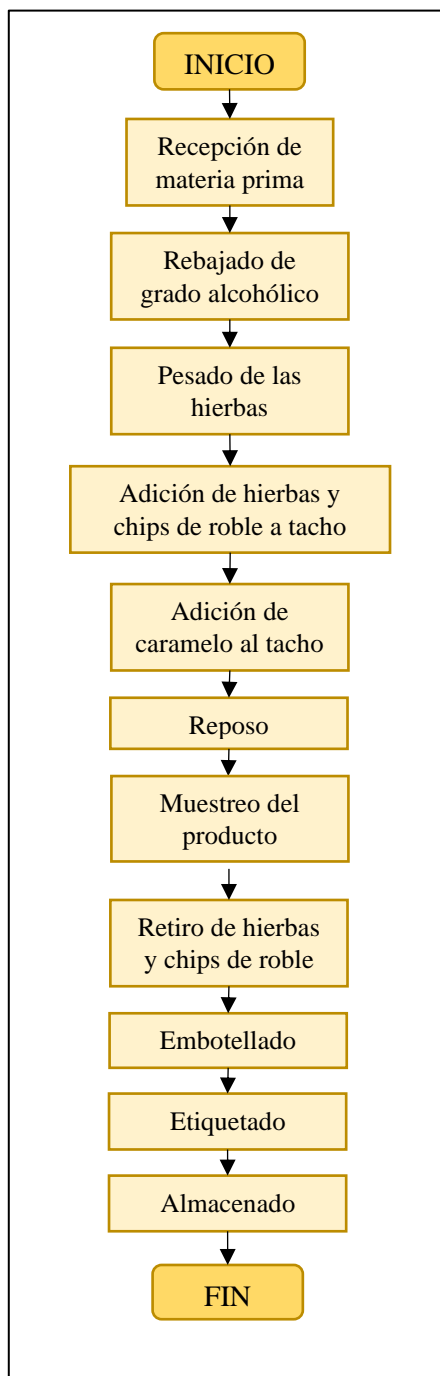 INICIO
Recepción de
materia prima
Rebajado de
grado alcohólico
Pesado de las
hierbas
Adición de hierbas y
chips de roble a tacho
Adición de
caramelo al tacho
Reposo
Muestreo del
producto
Retiro de hierbas
y chips de roble
Embotellado
Etiquetado
Almacenado
FIN